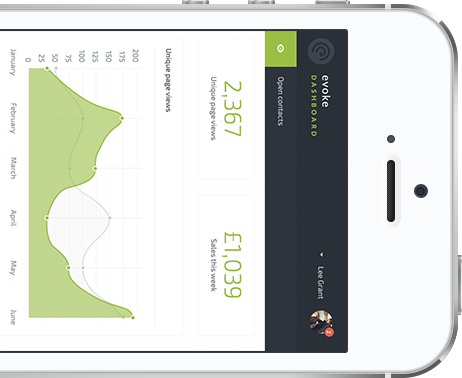 evoke
DASHBOARD
Lee Grant
2
Open contacts
2,367
Unique page views
£1,039
Sales this week
Unique page views
200
175
150
125
100
75
50
25
0
January
February
March
April
May
June